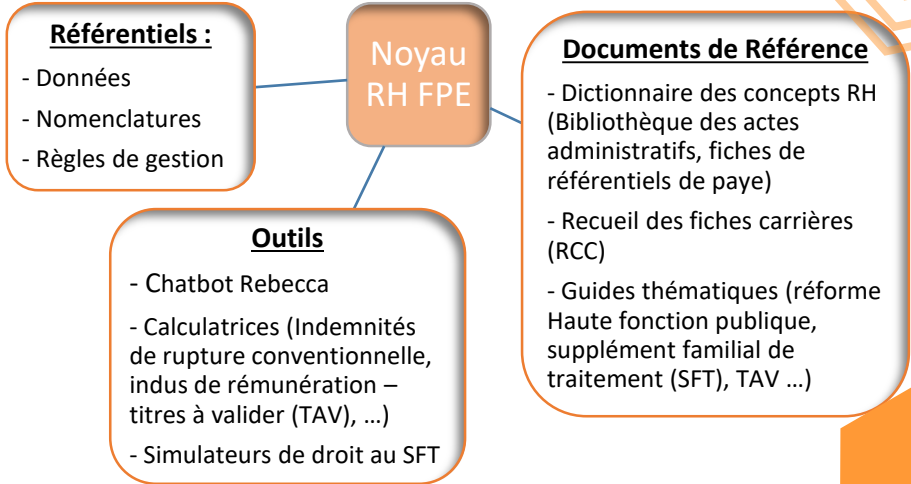 Référentiels :
- Données
- Nomenclatures
- Règles de gestion
Noyau
RH FPE
Documents de Référence
- Dictionnaire des concepts RH
(Bibliothèque des actes
administratifs, fiches de
référentiels de paye)
- Recueil des fiches carrières
(RCC)
- Guides thématiques (réforme
Haute fonction publique,
supplément familial de
traitement (SFT), TAV …)
Outils
- Chatbot Rebecca
- Calculatrices (Indemnités
de rupture conventionnelle,
indus de rémunération –
titres à valider (TAV), …)
- Simulateurs de droit au SFT